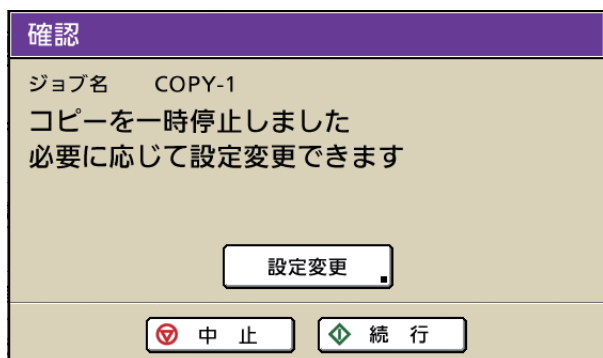 確認
ジョブ名 COPY-1
コピーを一時停止しました
必要に応じて設定変更できます
設定変更
中 止
続 行